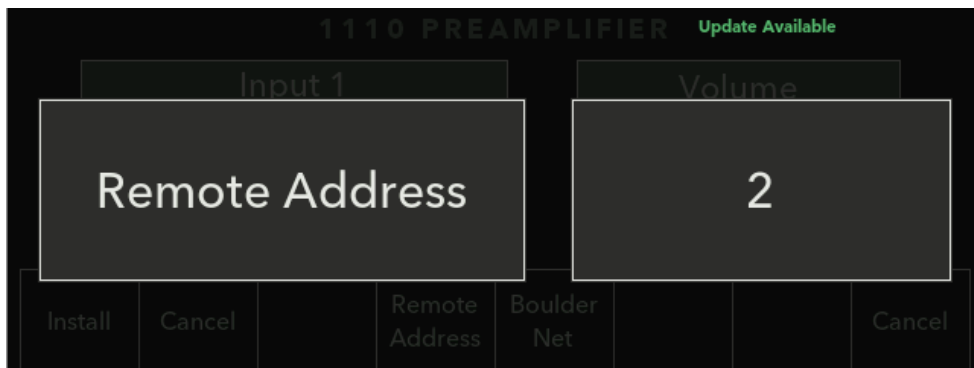 1110 PREAMPLIFIER
Update Available
Input 1
Volume
Remote Address
2
Install
Cancel
Remote
Address
Boulder
Net
Cancel